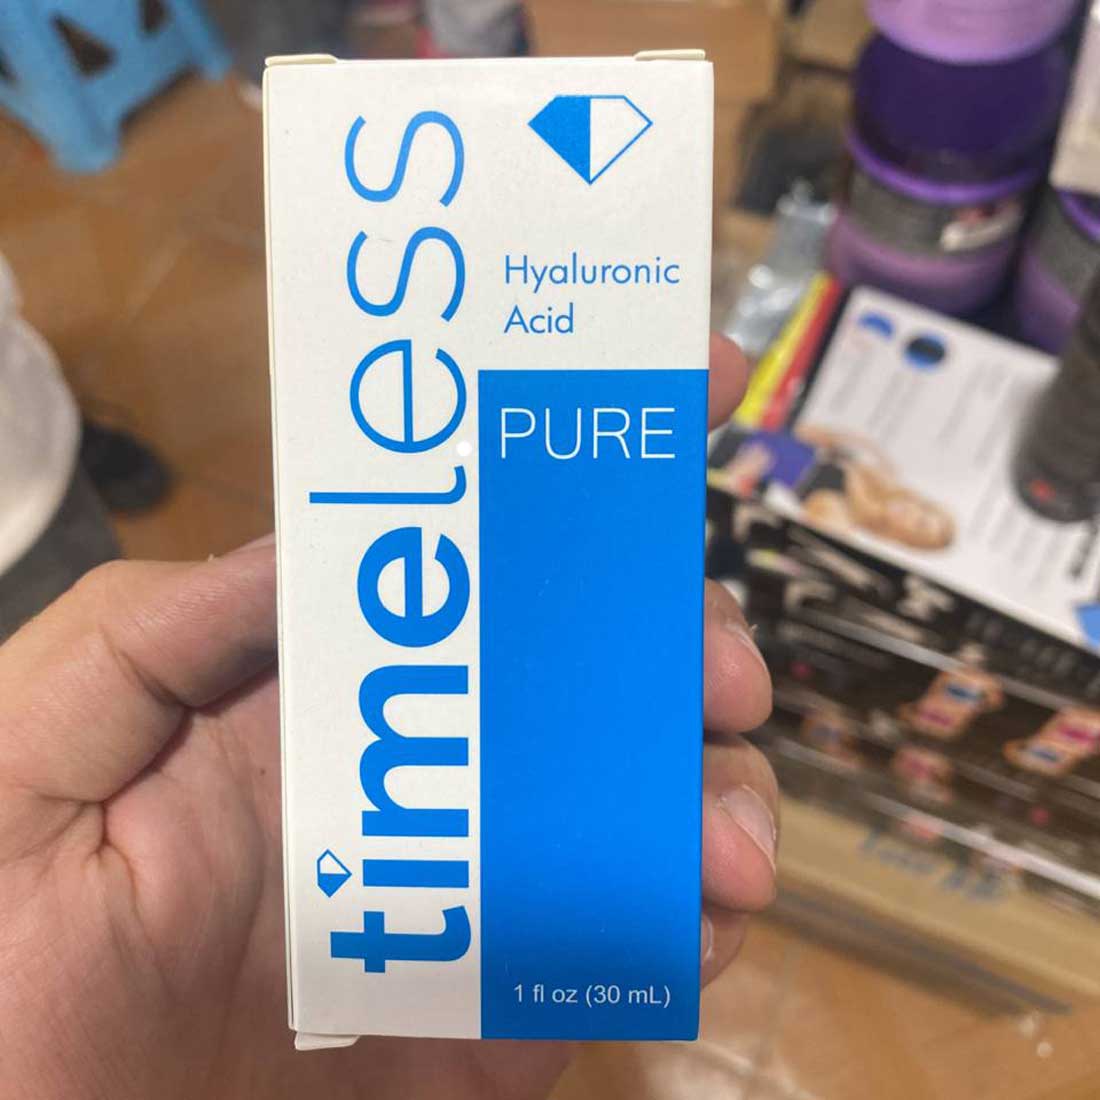 timeless
Hyaluronic
Acid
PURE
1 fl oz (30 mL)